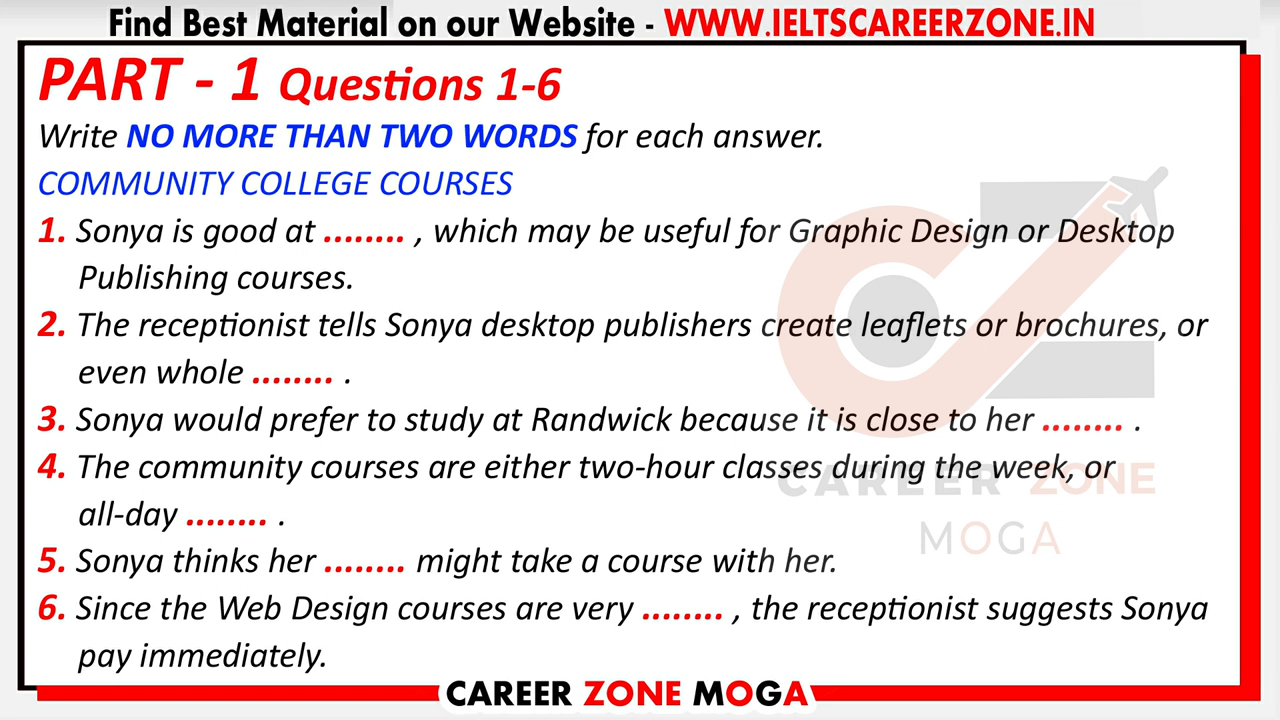 Find Best Material on our Website - WWW.IELTSCAREERZONE.IN
PART - 1 Questions 1-6
Write NO MORE THAN TWO WORDS for each answer.
COMMUNITY COLLEGE COURSES
1. Sonya is good at ........ , which may be useful for Graphic Design or Desktop
Publishing courses.
2. The receptionist tells Sonya desktop publishers create leaflets or brochures, or
even whole ........ .
3. Sonya would prefer to study at Randwick because it is close to her ........ .
4. The community courses are either two-hour classes during the week, or
all-day ........ .
CAREER ZONE
MOGA
5. Sonya thinks her ........ might take a course with her.
6. Since the Web Design courses are very ........ , the receptionist suggests Sonya
pay immediately.
CAREER ZONE MOGA